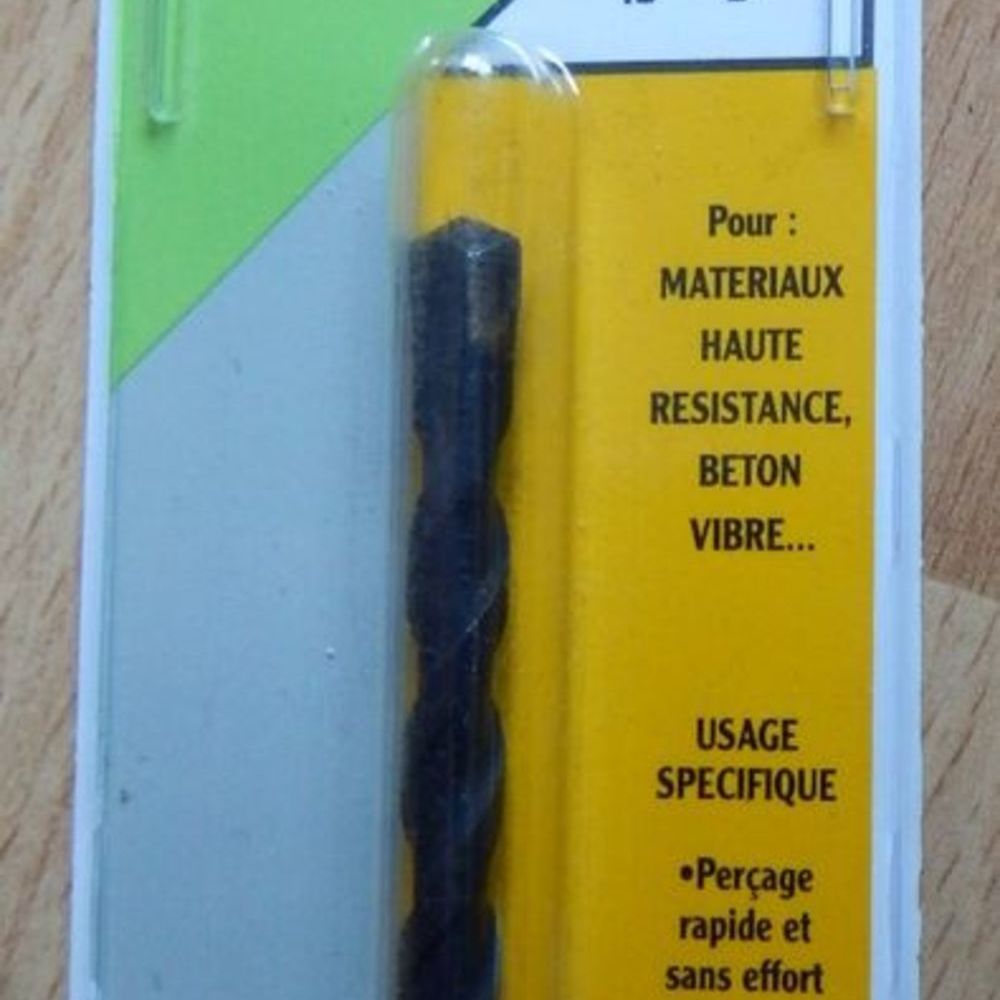 Pour :
MATERIAUX
HAUTE
RESISTANCE,
BETON
VIBRE...
USAGE
SPECIFIQUE
•Perçage
rapide et
sans effort